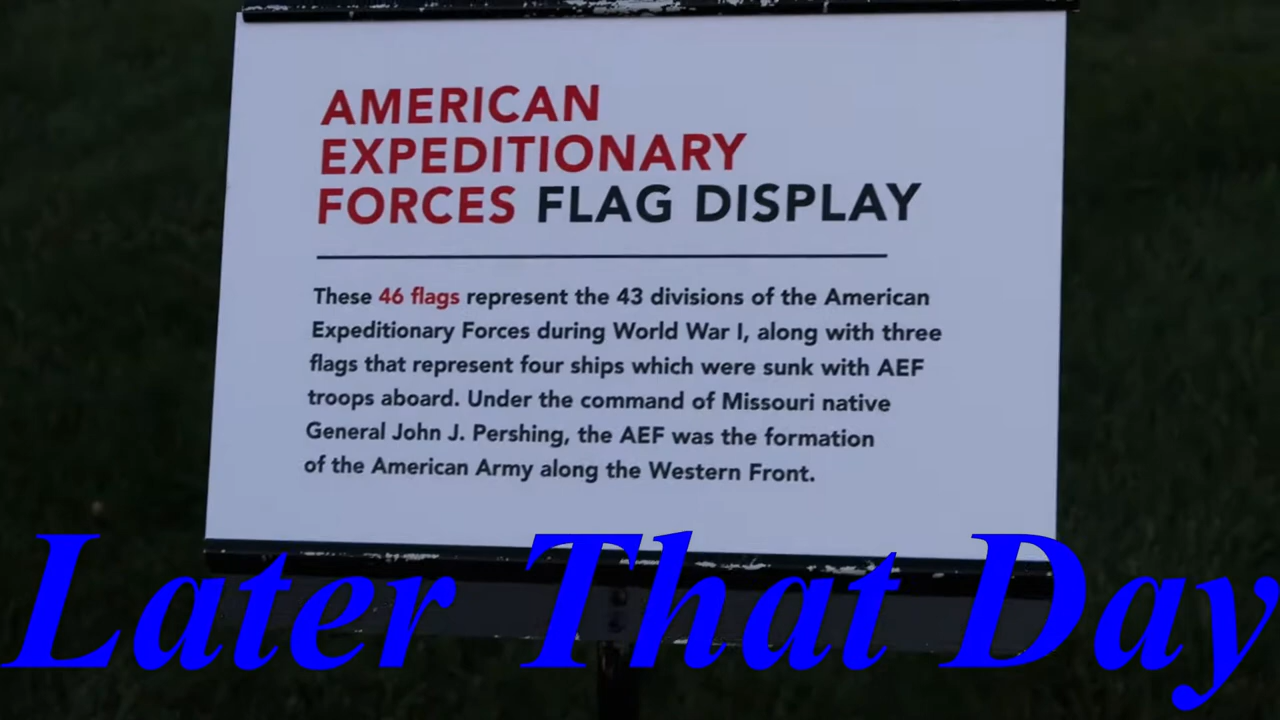 AMERICAN
EXPEDITIONARY
FORCES FLAG DISPLAY
These 46 flags represent the 43 divisions of the American
Expeditionary Forces during World War I, along with three
flags that represent four ships which were sunk with AEF
troops aboard. Under the command of Missouri native
General John J. Pershing, the AEF was the formation
of the American Army along the Western Front.
Later That Day